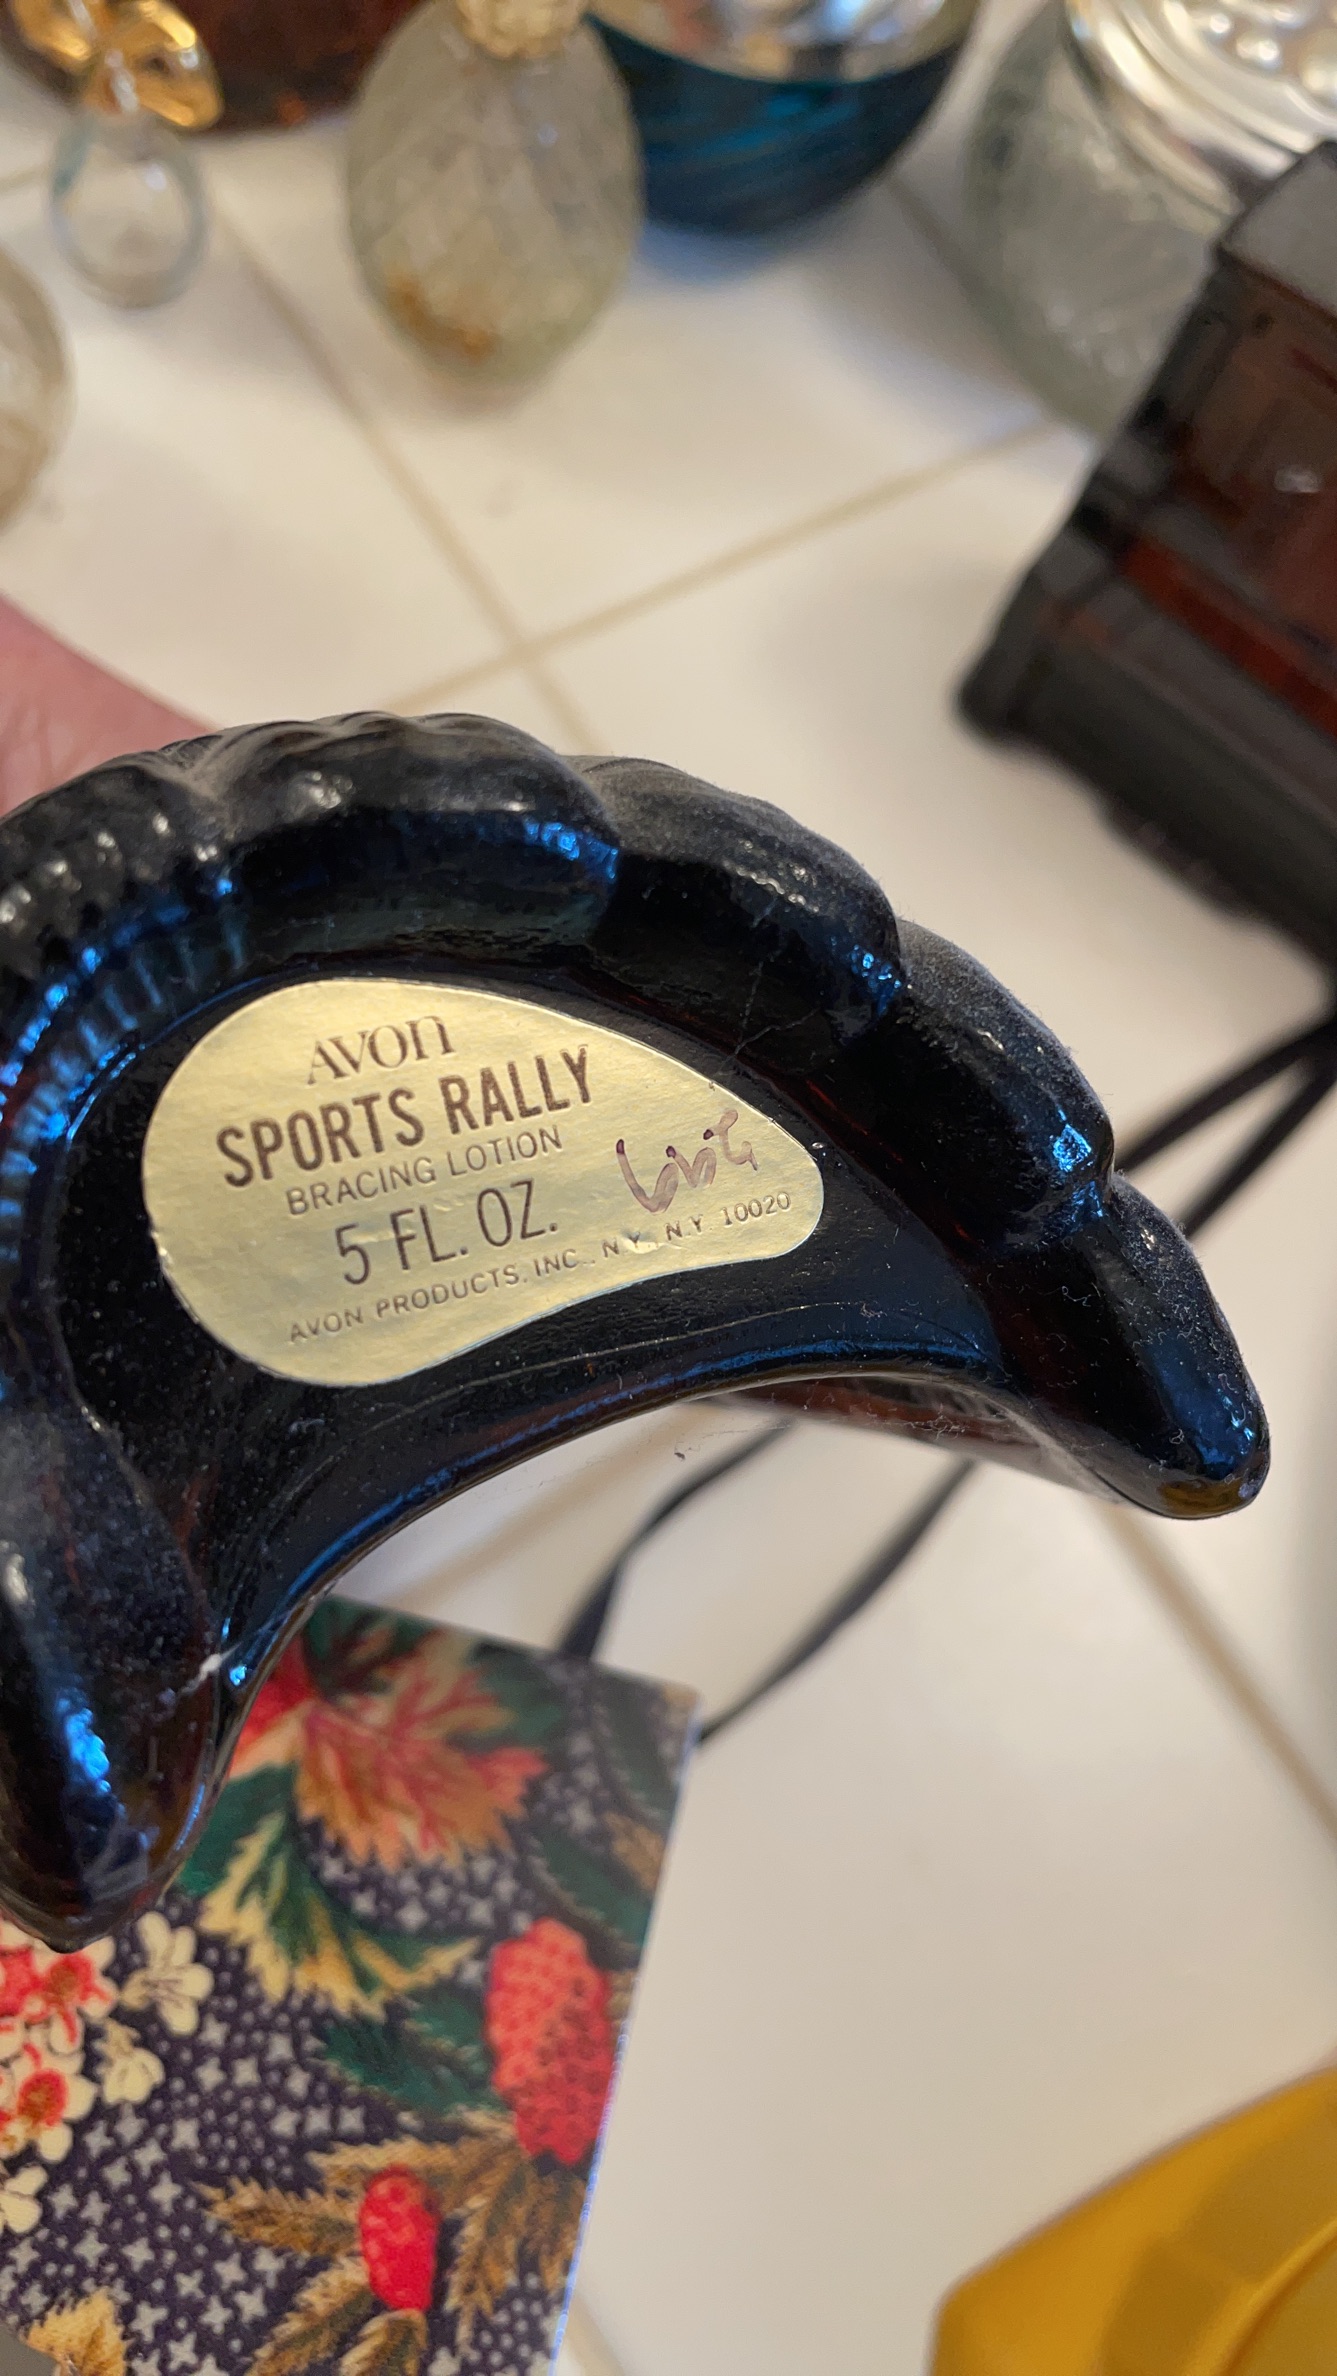 AVON
SPORTS RALLY
BRACING LOTION
5 FL. OZ.
AVON PRODUCTS, INC., N.Y., N.Y. 10020